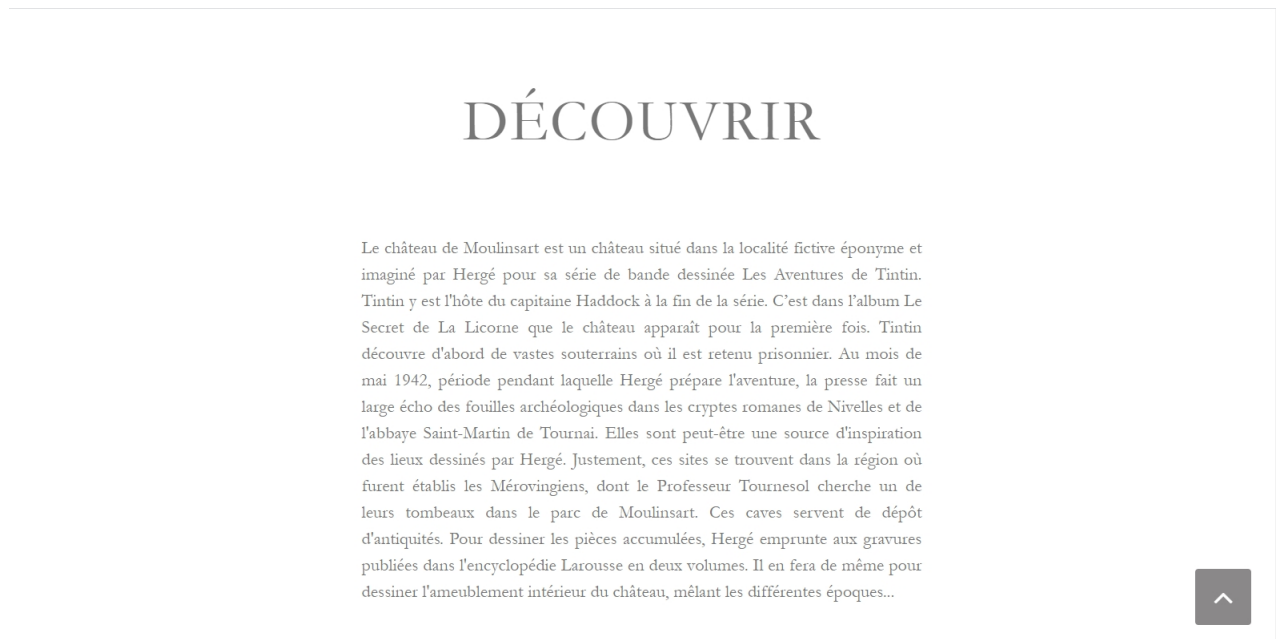 DÉCOUVRIR
Le château de Moulinsart est un château situé dans la localité fictive éponyme et
imaginé par Hergé pour sa série de bande dessinée Les Aventures de Tintin.
Tintin y est l'hôte du capitaine Haddock à la fin de la série. C’est dans l’album Le
Secret de La Licorne que le château apparaît pour la première fois. Tintin
découvre d'abord de vastes souterrains où il est retenu prisonnier. Au mois de
mai 1942, période pendant laquelle Hergé prépare l'aventure, la presse fait un
large écho des fouilles archéologiques dans les cryptes romanes de Nivelles et de
l'abbaye Saint-Martin de Tournai. Elles sont peut-être une source d'inspiration
des lieux dessinés par Hergé. Justement, ces sites se trouvent dans la région où
furent établis les Mérovingiens, dont le Professeur Tournesol cherche un de
leurs tombeaux dans le parc de Moulinsart. Ces caves servent de dépôt
d'antiquités. Pour dessiner les pièces accumulées, Hergé emprunte aux gravures
publiées dans l'encyclopédie Larousse en deux volumes. Il en fera de même pour
dessiner l'ameublement intérieur du château, mêlant les différentes époques...